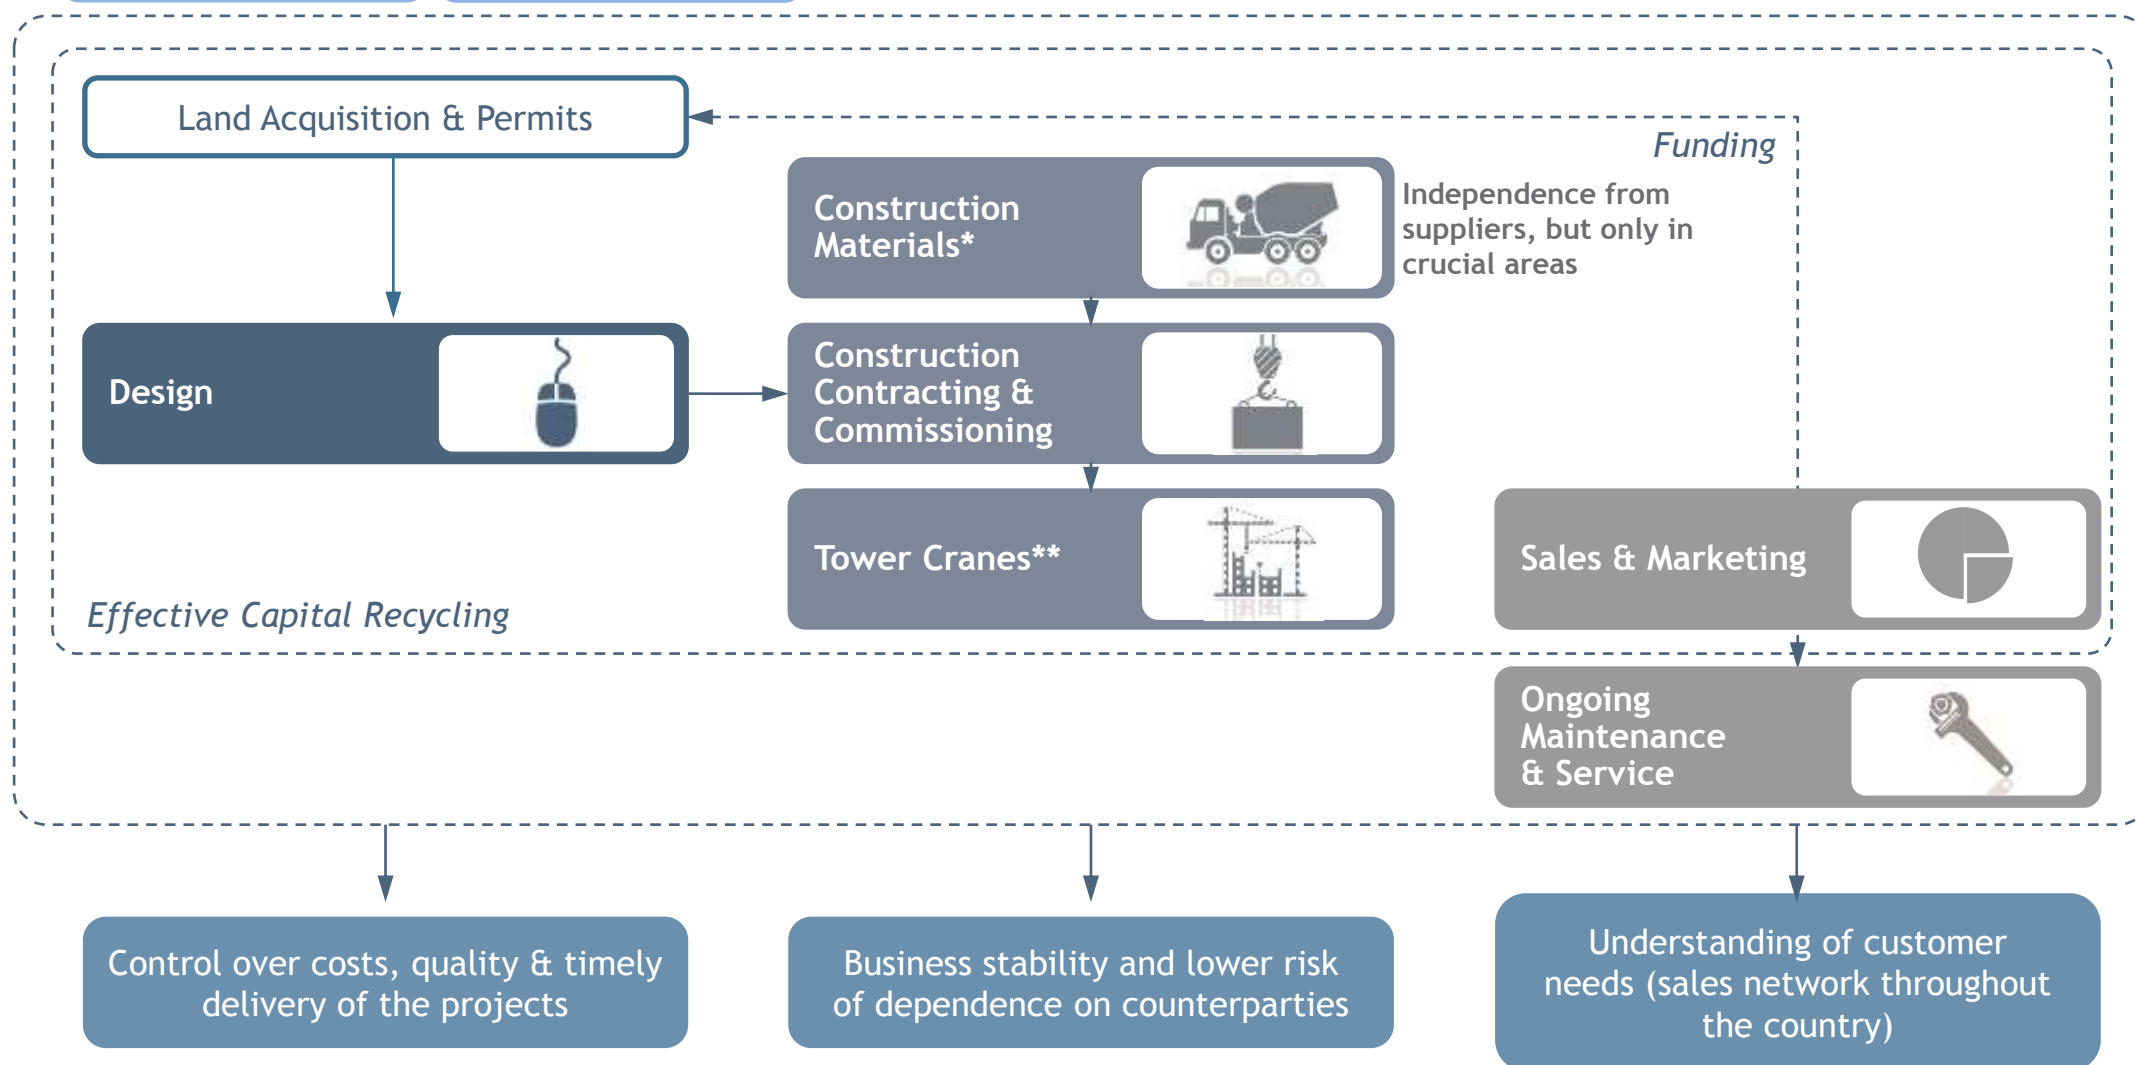 Land Acquisition & Permits
Funding
Construction
Materials*
Independence from
suppliers, but only in
crucial areas
Design
Construction
Contracting &
Commissioning
Tower Cranes**
Sales & Marketing
Effective Capital Recycling
Ongoing
Maintenance
& Service
Control over costs, quality & timely
delivery of the projects
Business stability and lower risk
of dependence on counterparties
Understanding of customer
needs (sales network throughout
the country)